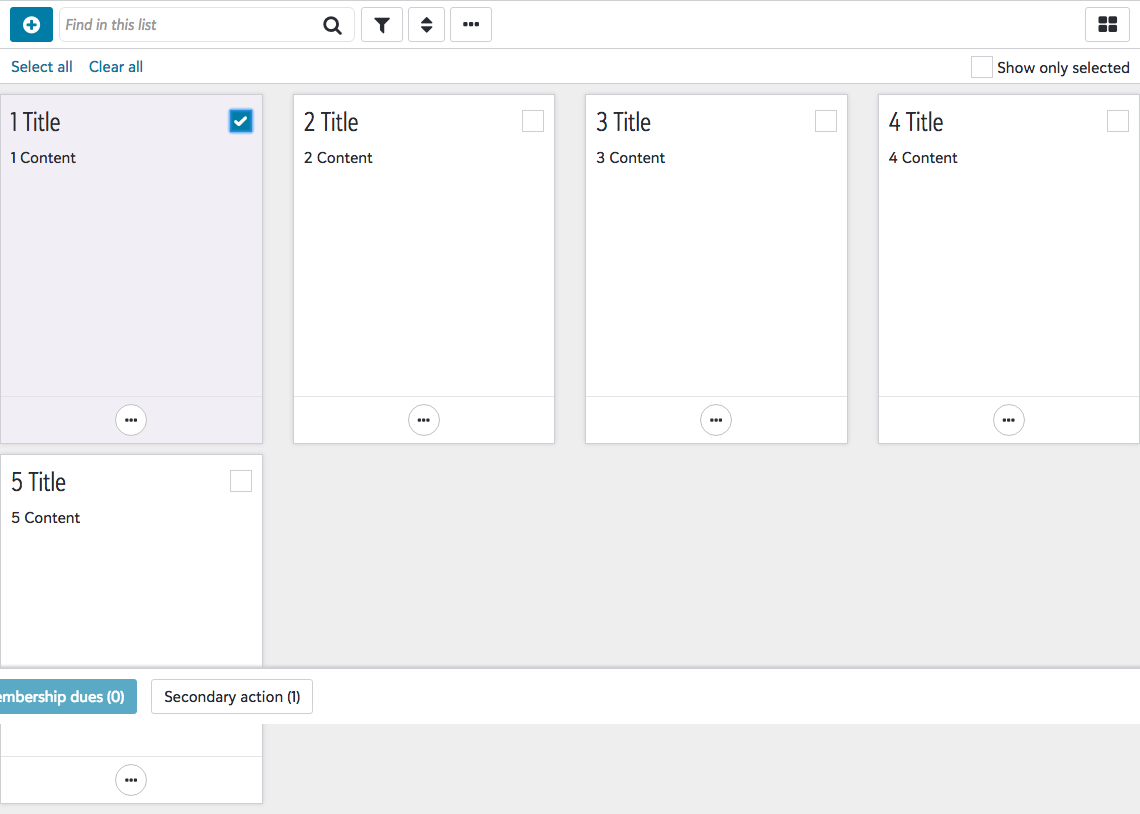 Find in this list
Select all Clear all Show only selected
1 Title
1 Content
2 Title
2 Content
3 Title
3 Content
4 Title
4 Content
5 Title
5 Content
dues (0) Secondary action (1)